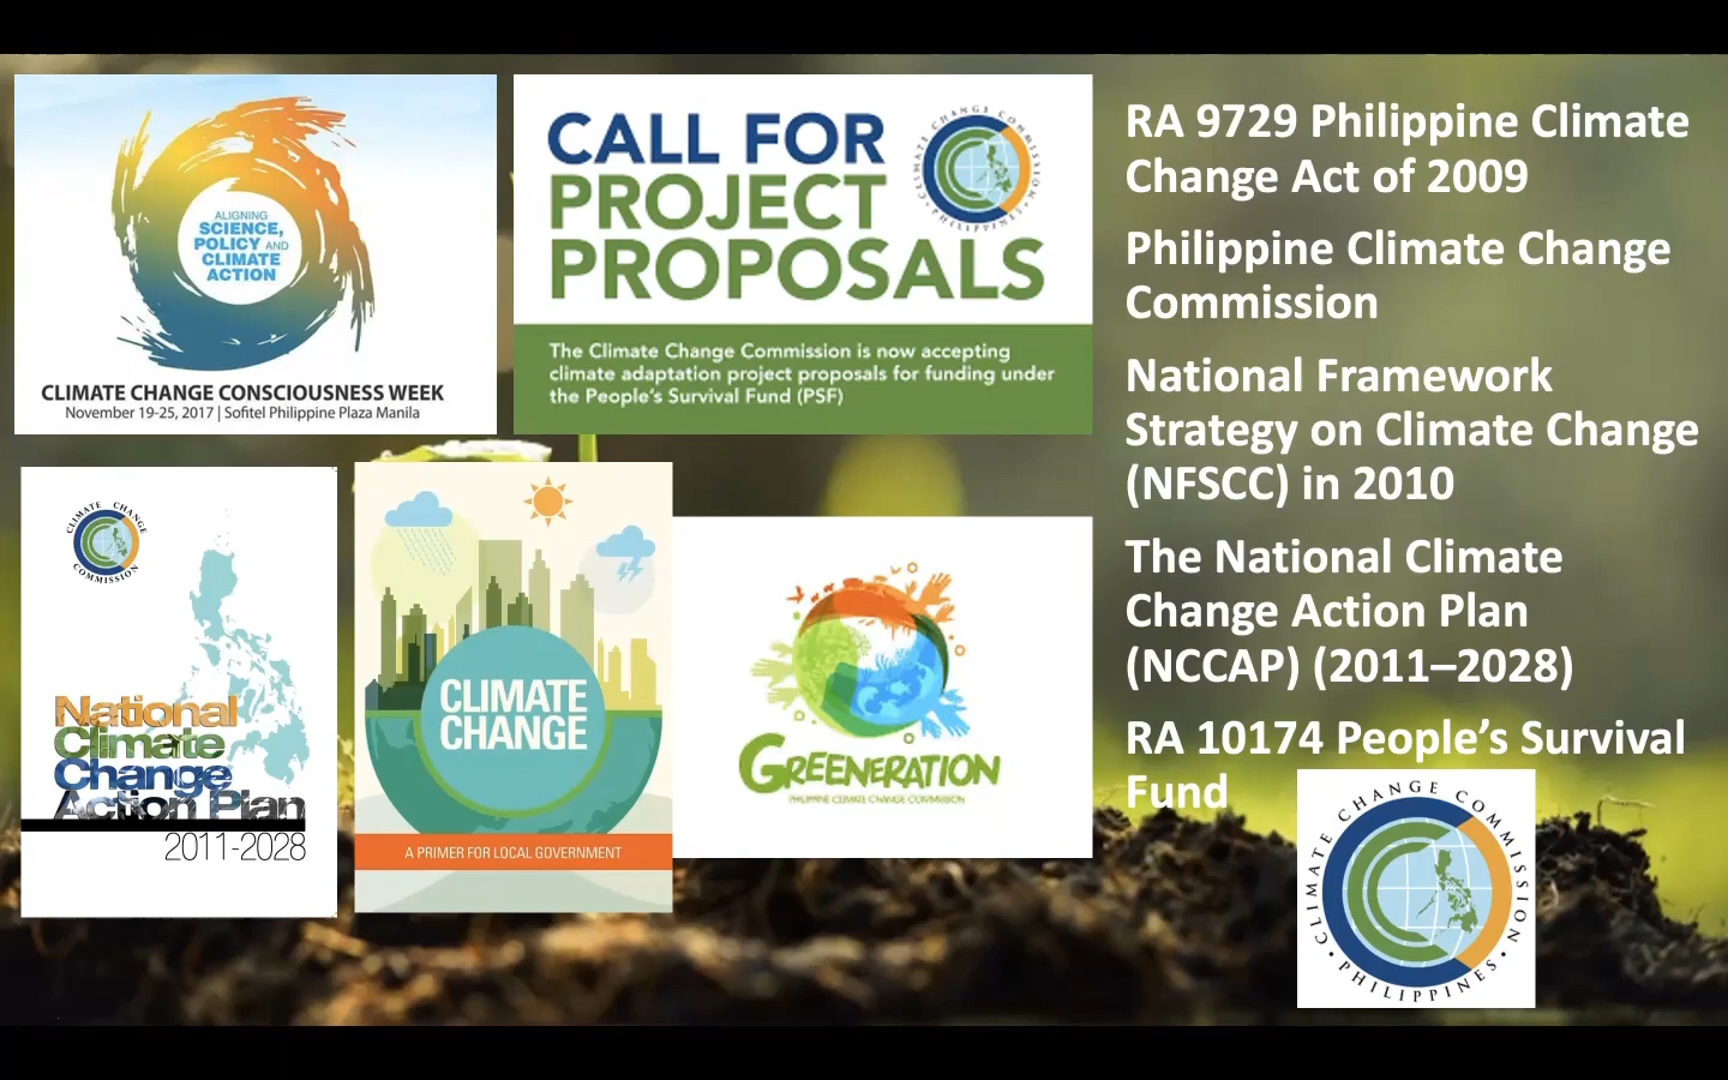 ALIGNING
SCIENCE,
POLICY AND
CLIMATE
ACTION
CLIMATE CHANGE CONSCIOUSNESS WEEK
November 19-25, 2017 | Sofitel Philippine Plaza Manila
CALL FOR
PROJECT
PROPOSALS
CLIMATE CHANGE COMMISSION
PHILIPPINES
The Climate Change Commission is now accepting
climate adaptation project proposals for funding under
the People's Survival Fund (PSF)
CLIMATE CHANGE
COMMISSION
National
Climate
Change
Action Plan
2011-2028
CLIMATE
CHANGE
A PRIMER FOR LOCAL GOVERNMENT
GREENERATION
PHILIPPINE CLIMATE CHANGE COMMISSION
RA 9729 Philippine Climate
Change Act of 2009
Philippine Climate Change
Commission
National Framework
Strategy on Climate Change
(NFSCC) in 2010
The National Climate
Change Action Plan
(NCCAP) (2011–2028)
RA 10174 People’s Survival
Fund
CLIMATE CHANGE COMMISSION
PHILIPPINES